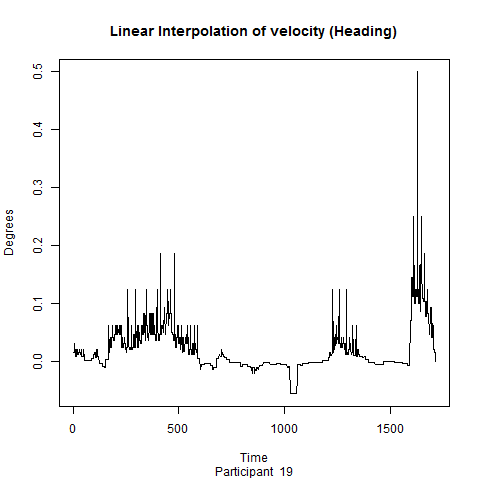 Linear Interpolation of velocity (Heading)
Degrees
0.5
0.4
0.3
0.2
0.1
0.0
0 500 1000 1500
Time
Participant 19